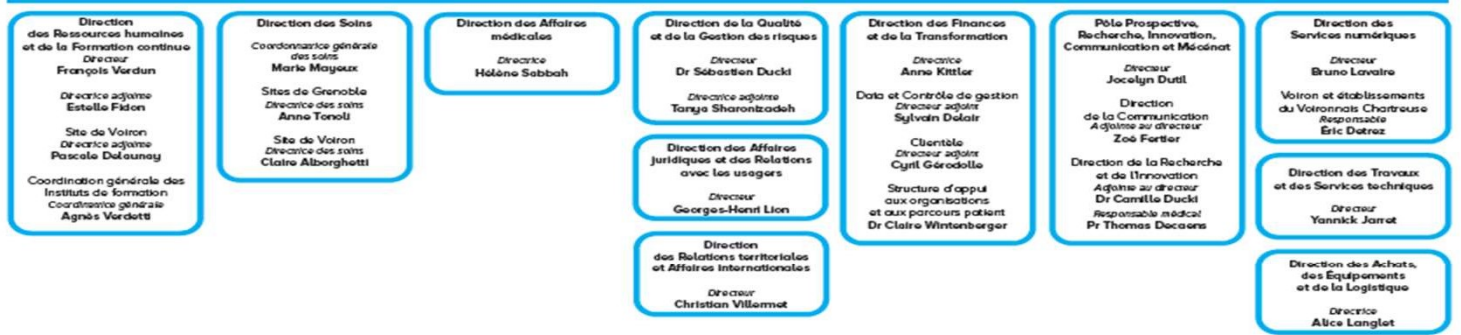 Direction
des Ressources humaines
et de la Formation continue
Directeur
François Verdun
Directrice adjointe
Estelle Fidon
Site de Voiron
Directrice adjointe
Pascale Delaunay
Coordination générale des
Instituts de formation
Coordinatrice générale
Agnès Verdetti
Direction des Soins
Coordonnatrice générale
des soins
Marie Mayeux
Sites de Grenoble
Directrice des soins
Anne Tonoli
Site de Voiron
Directrice des soins
Claire Alborghetti
Direction des Affaires
médicales
Directrice
Hélène Sabbah
Direction de la Qualité
et de la Gestion des risques
Directeur
Dr Sébastien Ducki
Directrice adjointe
Tanya Sharonizadeh
Direction des Affaires
juridiques et des Relations
avec les usagers
Directeur
Georges-Henri Lion
Direction
des Relations territoriales
et Affaires internationales
Directeur
Christian Villermet
Direction des Finances
et de la Transformation
Directrice
Anne Kittler
Data et Contrôle de gestion
Directeur adjoint
Sylvain Delair
Clientèle
Directeur adjoint
Cyril Gérodolle
Structure d'appui
aux organisations
et aux parcours patient
Dr Claire Wintenberger
Pôle Prospective,
Recherche, Innovation,
Communication et Mécénat
Directeur
Jocelyn Dutil
Direction
de la Communication
Adjointe au directeur
Zoé Fertier
Direction de la Recherche
et de l'Innovation
Adjointe au directeur
Dr Camille Ducki
Responsable médical
Pr Thomas Decaens
Direction des
Services numériques
Directeur
Bruno Lavaire
Voiron et établissements
du Voironnais Chartreuse
Responsable
Éric Detrez
Direction des Travaux
et des Services techniques
Directeur
Yannick Jarret
Direction des Achats,
des Équipements
et de la Logistique
Directrice
Alice Langlet